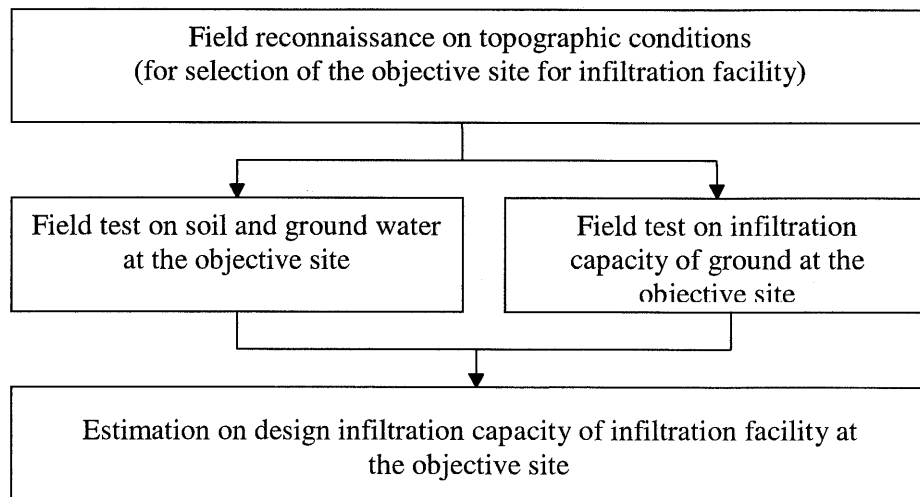 Field reconnaissance on topographic conditions
(for selection of the objective site for infiltration facility)
Field test on soil and ground water
at the objective site
Field test on infiltration
capacity of ground at the
objective site
Estimation on design infiltration capacity of infiltration facility at
the objective site